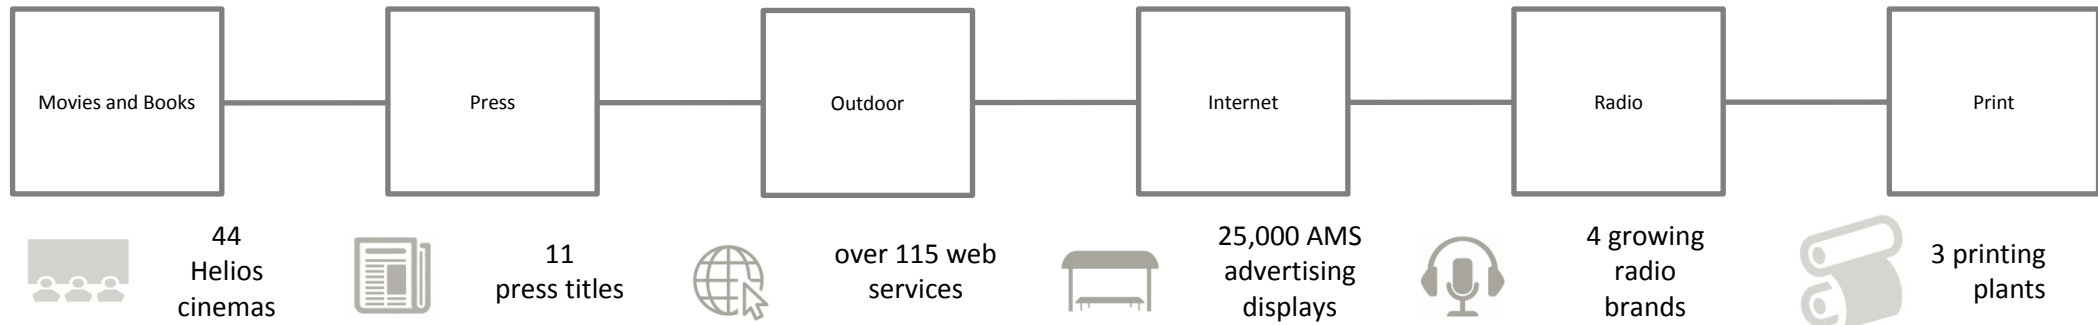 Movies and Books
Press
Outdoor
Internet
Radio
Print
44
Helios
cinemas
11
press titles
over 115 web
services
25,000 AMS
advertising
displays
4 growing
radio
brands
3 printing
plants